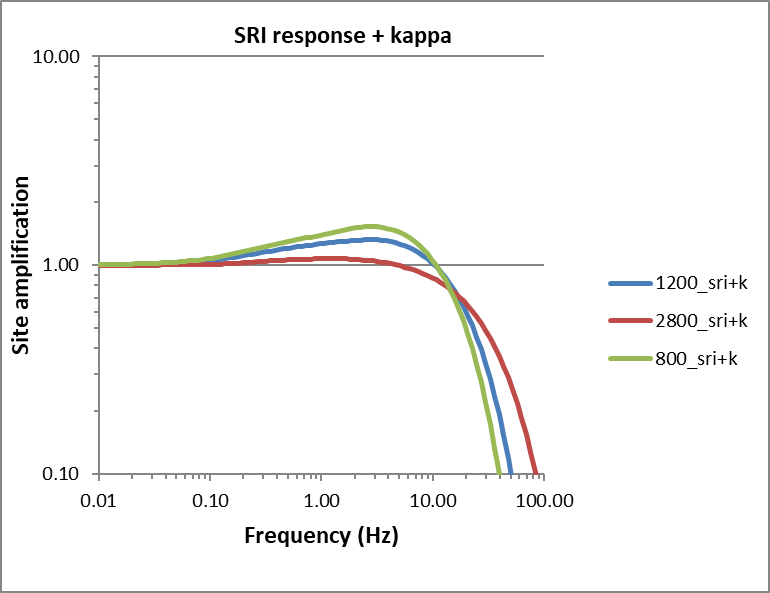 SRI response + kappa
10.00
1.00
0.10
Site amplification
0.01 0.10 1.00 10.00 100.00
Frequency (Hz)
1200_sri+k
2800_sri+k
800_sri+k